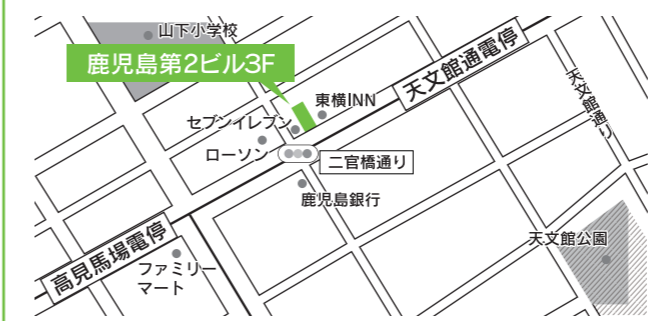 山下小学校
鹿児島第2ビル3F
天文館通電停
天文館通り
東横INN
セブンイレブン
ローソン
二官橋通り
鹿児島銀行
天文館公園
高見馬場電停
ファミリー
マート